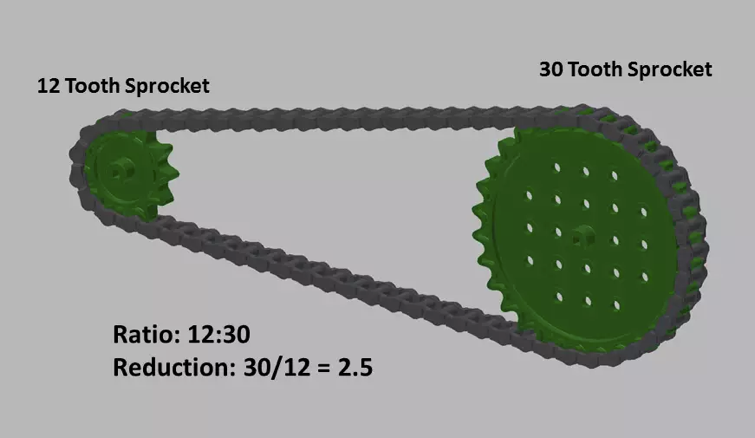 12 Tooth Sprocket
30 Tooth Sprocket
Ratio: 12:30
Reduction: 30/12 = 2.5